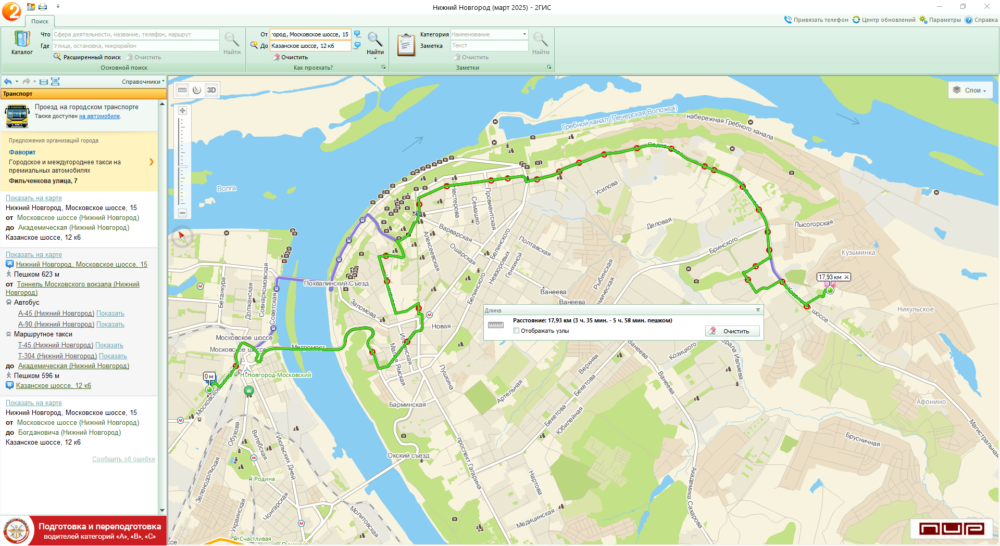 Нижний Новгород (март 2025) - 2ГИС
Поиск
Привязать телефон
Центр обновлений
Параметры
Справка
Каталог
Что
Сфера деятельности, название, телефон, маршрут
Где
Улица, остановка, микрорайон
Расширенный поиск
Очистить
Найти
Основной поиск
От
город, Московское шоссе, 15
До
Казанское шоссе, 12 к6
Очистить
Найти
Как проехать?
Категория
Наименование
Заметка
Текст
Очистить
Найти
Заметки
Справочники
Транспорт
Проезд на городском транспорте
Также доступен на автомобиле.
Предложения организаций города
Фаворит
Городское и междугороднее такси на
премиальных автомобилях
Фильченкова улица, 7
Показать на карте
Нижний Новгород, Московское шоссе, 15
от Московское шоссе (Нижний Новгород)
до Академическая (Нижний Новгород)
Казанское шоссе, 12 к6
Показать на карте
A Нижний Новгород, Московское шоссе, 15
Пешком 623 м
от Тоннель Московского вокзала (Нижний
Новгород)
Автобус
А-45 (Нижний Новгород) Показать
А-90 (Нижний Новгород) Показать
Маршрутное такси
Т-45 (Нижний Новгород) Показать
Т-304 (Нижний Новгород) Показать
до Академическая (Нижний Новгород)
Пешком 596 м
B Казанское шоссе, 12 к6
Показать на карте
Нижний Новгород, Московское шоссе, 15
от Московское шоссе (Нижний Новгород)
до Богдановича (Нижний Новгород)
Казанское шоссе, 12 к6
Сообщить об ошибке
Подготовка и переподготовка
водителей категорий «А», «В», «С»
3D
Слои
Гребной канал (Печерская Воложка)
набережная Гребного канала
Волга
Нестерова
Семашко
Провиантская
Усилова
Деловая
Лысогорская
Варварская
Алексеевская
Ошарская
Белинского
Полтавская
Невзоровых
Генкиной
Бринского
Кузьминка
Рыбинская
Похвалинский Съезд
Бетанкура
Должанская
Совнаркомовская
Советская
Белинского
Ванеева
Ванеева
17,93 км
Заломова
Новая
Никульское
шоссе
Длина
Расстояние: 17,93 км (3 ч. 35 мин. - 5 ч. 58 мин. пешком)
Отображать узлы
Очистить
Московское шоссе
Метромост
Ильинская
Малая Ямская
Пушкина
Верхняя
Бекетова
Ванеева
Козицкого
Ванеева
0 м
Н.Новгород-Московский
Артельная
Барминская
Бекетова
Юбилейная
Афонино
Магистральная
Обухова
Витебская
Июльских Дней
Окский съезд
проспект Гагарина
Брусничная
Зеленодольская
Родина
Нартова
Академика Сахарова
Украинская
Чонгарская
Молитовская
Медицинская
Счастливая
ПИР